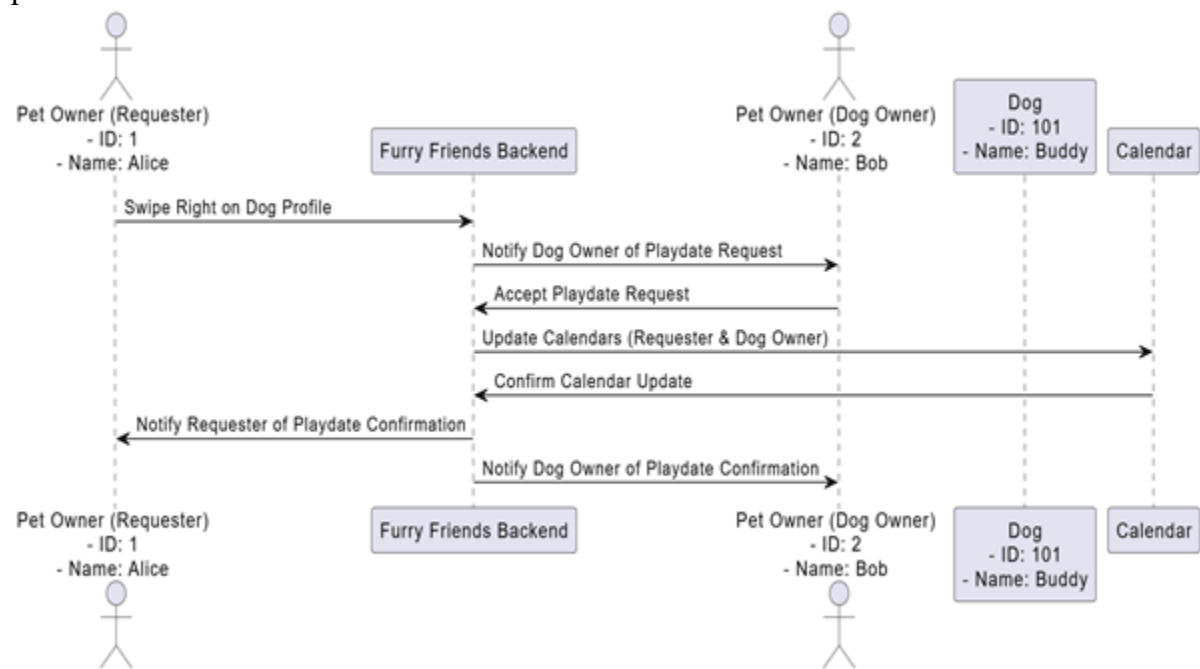 Pet Owner (Requester)
- ID: 1
- Name: Alice
Furry Friends Backend
Pet Owner (Dog Owner)
- ID: 2
- Name: Bob
Dog
- ID: 101
- Name: Buddy
Calendar
Swipe Right on Dog Profile
Notify Dog Owner of Playdate Request
Accept Playdate Request
Update Calendars (Requester & Dog Owner)
Confirm Calendar Update
Notify Requester of Playdate Confirmation
Notify Dog Owner of Playdate Confirmation
Pet Owner (Requester)
- ID: 1
- Name: Alice
Furry Friends Backend
Pet Owner (Dog Owner)
- ID: 2
- Name: Bob
Dog
- ID: 101
- Name: Buddy
Calendar